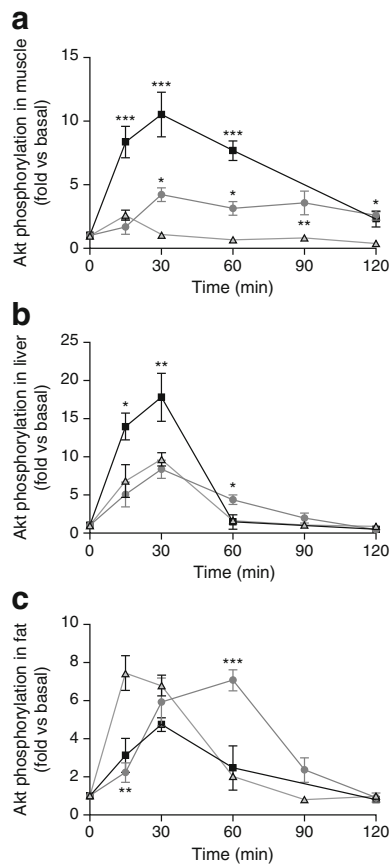 a
Akt phosphorylation in muscle
(fold vs basal)
15
10
5
0
***
***
***
*
*
**
*
0 30 60 90 120
Time (min)
b
Akt phosphorylation in liver
(fold vs basal)
25
20
15
10
5
0
*
**
*
0 30 60 90 120
Time (min)
c
Akt phosphorylation in fat
(fold vs basal)
8
6
4
2
0
***
**
0 30 60 90 120
Time (min)